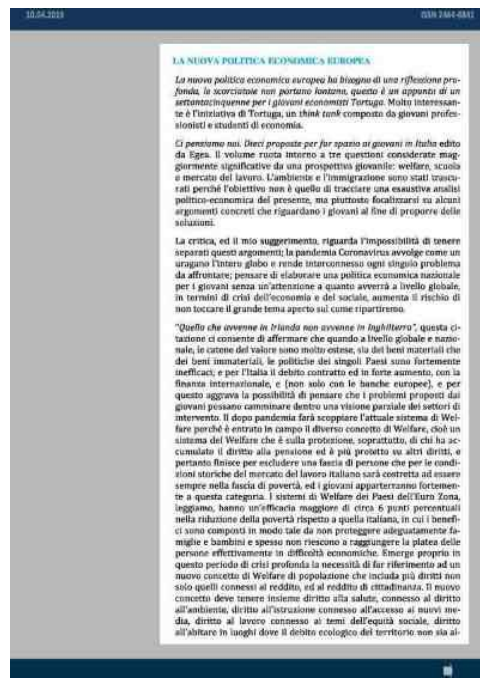 10.04.2019
ISSN 2464-8841
LA NUOVA POLITICA ECONOMICA EUROPEA
La nuova politica economica europea ha bisogno di una riflessione pro-
fonda, le scorciatoie non portano lontano, questo è un appunto di un
settantacinquenne per i giovani economisti Tortuga. Molto interessan-
te è l'iniziativa di Tortuga, un think tank composto da giovani profes-
sionisti e studenti di economia.
Ci pensiamo noi. Dieci proposte per far spazio ai giovani in Italia edito
da Egea. Il volume ruota intorno a tre questioni considerate mag-
giormente significative da una prospettiva giovanile: welfare, scuola
e mercato del lavoro. L'ambiente e l'immigrazione sono stati trascu-
rati perché l'obiettivo non è quello di tracciare una esaustiva analisi
politico-economica del presente, ma piuttosto focalizzarsi su alcuni
argomenti concreti che riguardano i giovani al fine di proporre delle
soluzioni.
La critica, ed il mio suggerimento, riguarda l'impossibilità di tenere
separati questi argomenti; la pandemia Coronavirus avvolge come un
uragano l'intero globo e rende interconnesso ogni singolo problema
da affrontare; pensare di elaborare una politica economica nazionale
per i giovani senza un'attenzione a quanto avverrà a livello globale,
in termini di crisi dell'economia e del sociale, aumenta il rischio di
non toccare il grande tema aperto sul come ripartiremo.
"Quello che avvenne in Irlanda non avvenne in Inghilterra", questa ci-
tazione ci consente di affermare che quando a livello globale e nazio-
nale, le catene del valore sono molto estese, sia dei beni materiali che
dei beni immateriali, le politiche dei singoli Paesi sono fortemente
inefficaci; e per l'Italia il debito contratto ed in forte aumento, con la
finanza internazionale, e (non solo con le banche europee), e per
questo aggrava la possibilità di pensare che i problemi proposti dai
giovani possano camminare dentro una visione parziale dei settori di
intervento. Il dopo pandemia farà scoppiare l'attuale sistema di Wel-
fare perché è entrato in campo il diverso concetto di Welfare, cioè un
sistema del Welfare che è sulla protezione, soprattutto, di chi ha ac-
cumulato il diritto alla pensione ed è più protetto su altri diritti, e
pertanto finisce per escludere una fascia di persone che per le condi-
zioni storiche del mercato del lavoro italiano sarà costretta ad essere
sempre nella fascia di povertà, ed i giovani apparterranno fortemen-
te a questa categoria. I sistemi di Welfare dei Paesi dell'Euro Zona,
leggiamo, hanno un'efficacia maggiore di circa 6 punti percentuali
nella riduzione della povertà rispetto a quella italiana, in cui i benefi-
ci sono composti in modo tale da non proteggere adeguatamente fa-
miglie e bambini e spesso non riescono a raggiungere la platea delle
persone effettivamente in difficoltà economiche. Emerge proprio in
questo periodo di crisi profonda la necessità di far riferimento ad un
nuovo concetto di Welfare di popolazione che includa più diritti non
solo quelli connessi al reddito, ed al reddito di cittadinanza. Il nuovo
concetto deve tenere insieme diritto alla salute, connesso al diritto
all'ambiente, diritto all'istruzione connesso all'accesso ai nuovi me-
dia, diritto al lavoro connesso ai temi dell'equità sociale, diritto
all'abitare in luoghi dove il debito ecologico del territorio non sia al-